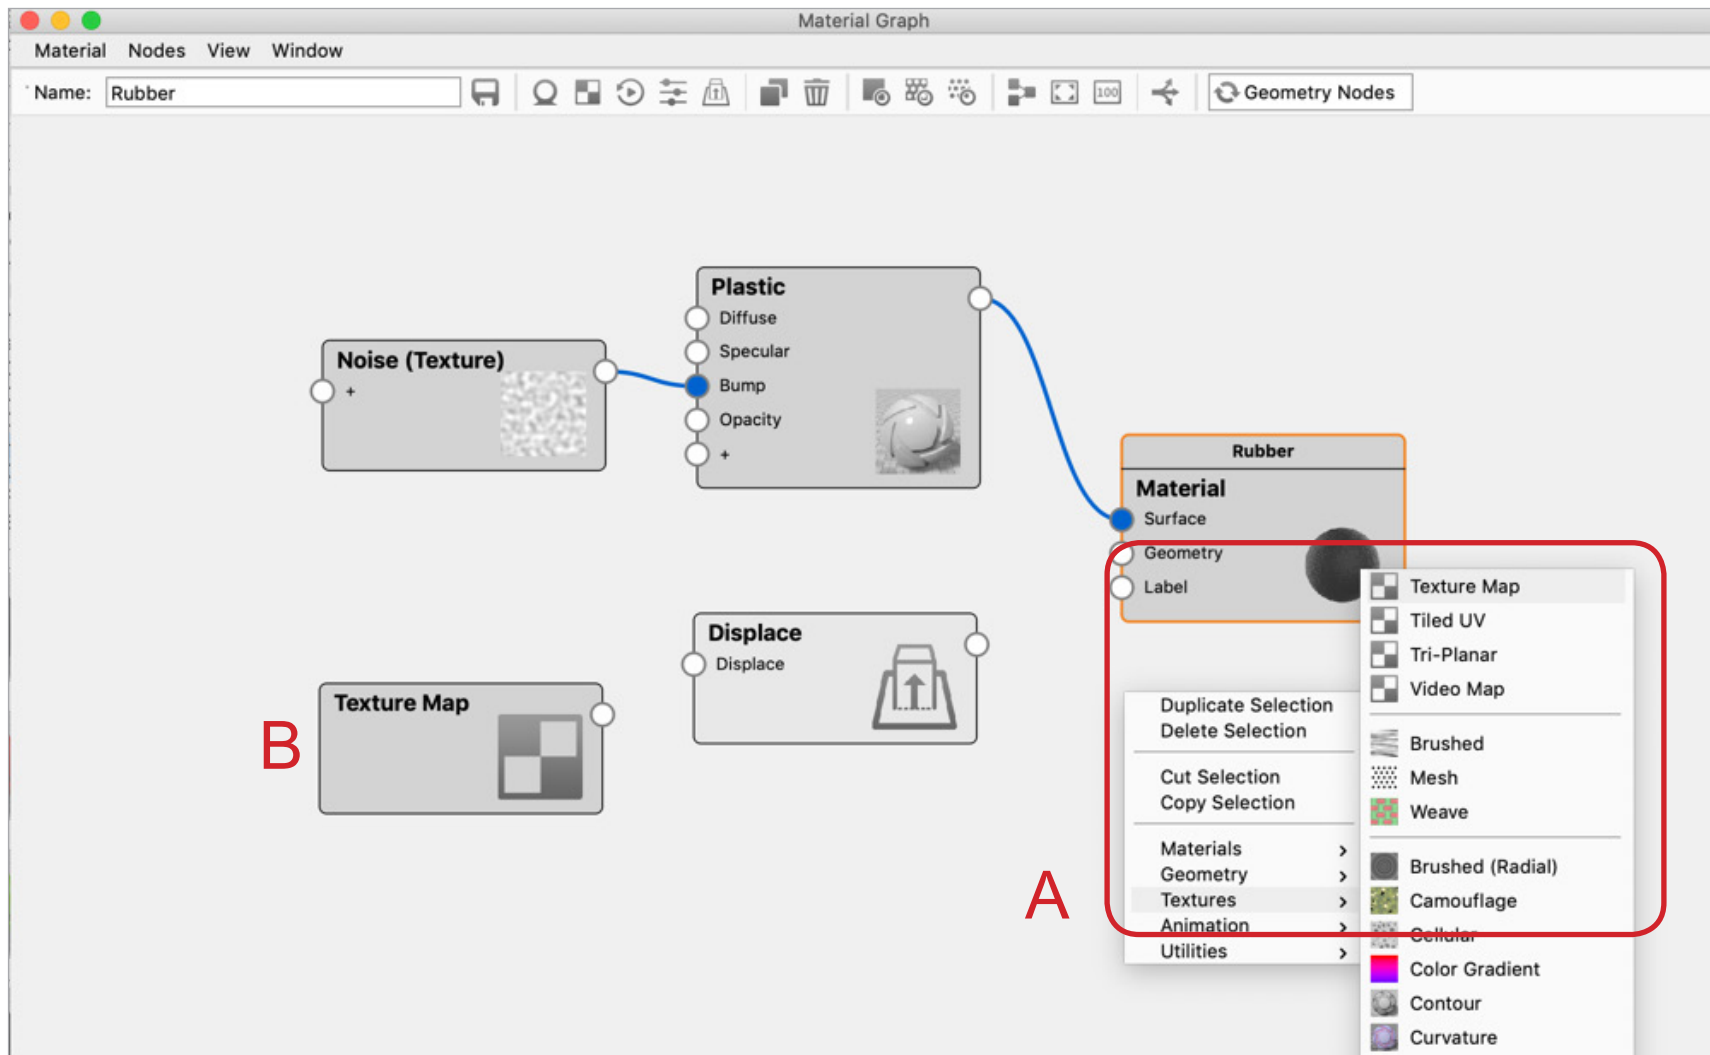 Material Graph
Material Nodes View Window
Name: Rubber
100
Geometry Nodes
Plastic
Diffuse
Specular
Bump
Opacity
+
Noise (Texture)
+
Rubber
Material
Surface
Geometry
Label
Displace
Displace
Texture Map
B
A
Duplicate Selection
Delete Selection
Cut Selection
Copy Selection
Materials
Geometry
Textures
Animation
Utilities
Texture Map
Tiled UV
Tri-Planar
Video Map
Brushed
Mesh
Weave
Brushed (Radial)
Camouflage
Cellular
Color Gradient
Contour
Curvature